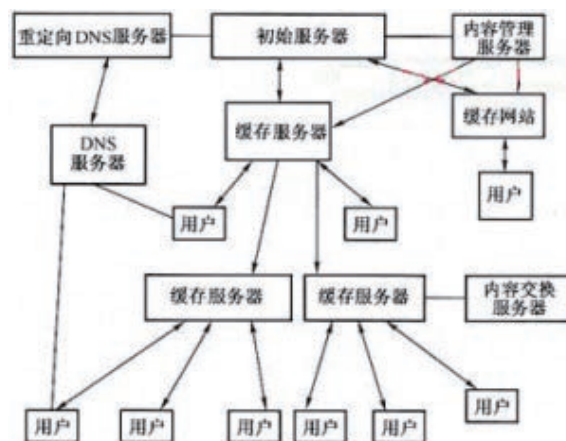 重定向DNS服务器
初始服务器
内容管理
服务器
缓存服务器
缓存网站
DNS
服务器
用户
用户
用户
缓存服务器
缓存服务器
内容交换
服务器
用户
用户
用户
用户
用户
用户